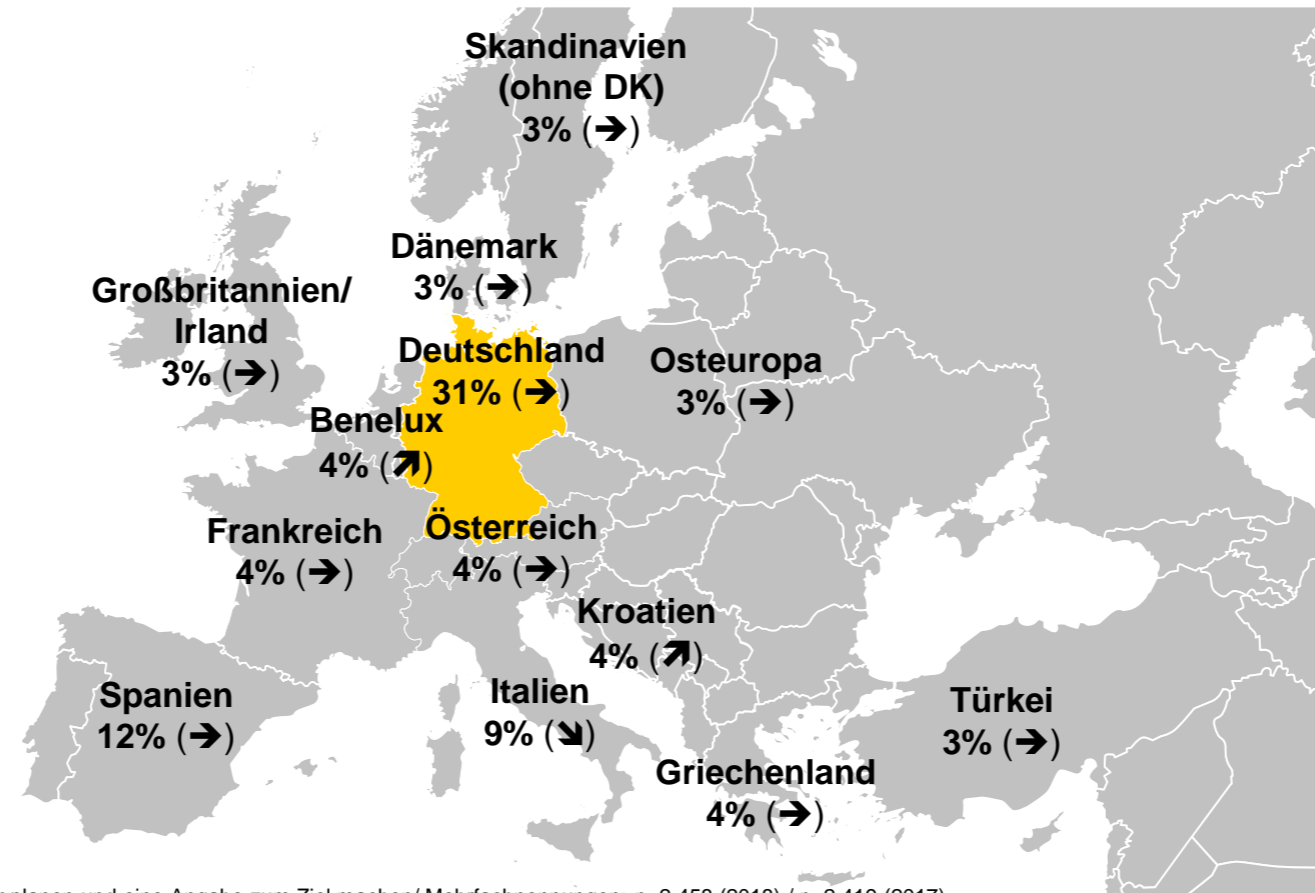 Skandinavien
(ohne DK)
3% (➔)
Dänemark
3% (➔)
Großbritannien/
Irland
3% (➔)
Deutschland
31% (➔)
Osteuropa
3% (➔)
Benelux
4% (⬈)
Frankreich
4% (➔)
Österreich
4% (➔)
Kroatien
4% (⬈)
Spanien
12% (➔)
Italien
9% (⬊)
Türkei
3% (➔)
Griechenland
4% (➔)